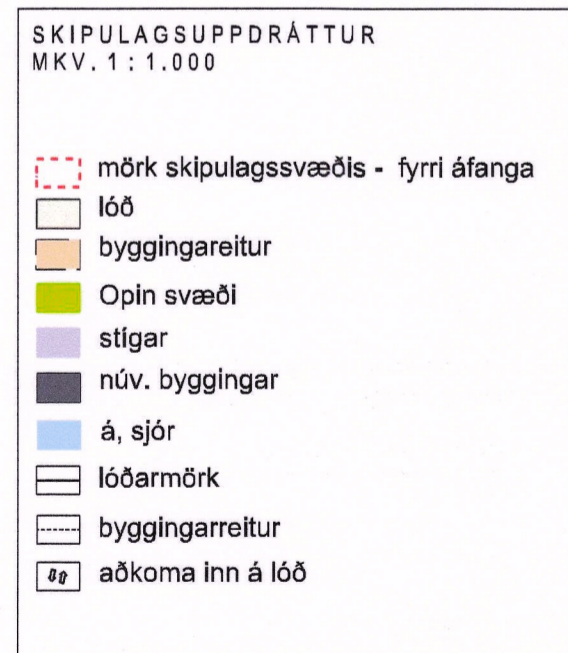 SKIPULAGSUPPDRÁTTUR
MKV. 1 : 1.000
mörk skipulagssvæðis - fyrri áfanga
lóð
byggingareitur
Opin svæði
stígar
núv. byggingar
á, sjór
lóðarmörk
byggingarreitur
aðkoma inn á lóð